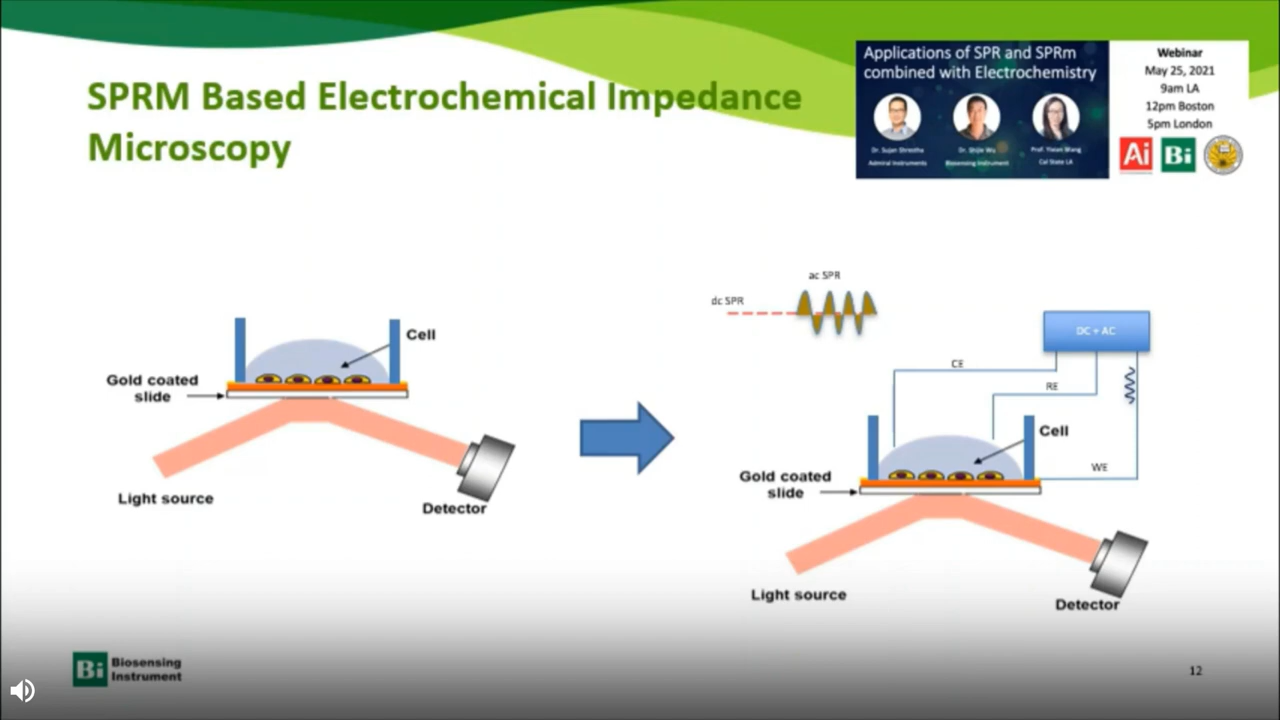 SPRM Based Electrochemical Impedance
Microscopy
Applications of SPR and SPRm
combined with Electrochemistry
Dr. Sujan Shrestha
Admiral Instruments
Dr. Shijie Wu
Biosensing Instrument
Prof. Yixian Wang
Cal State LA
Webinar
May 25, 2021
9am LA
12pm Boston
5pm London
Ai
Bi
Cell
Gold coated
slide
Light source
Detector
ac SPR
dc SPR
DC + AC
CE
RE
Cell
WE
Gold coated
slide
Light source
Detector
Bi
Biosensing
Instrument
12